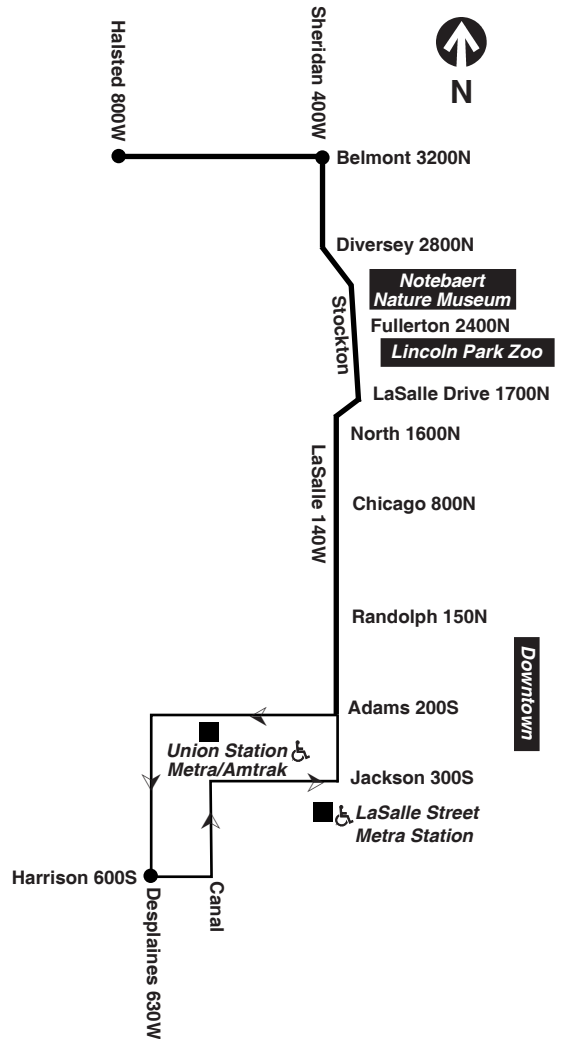 Halsted 800W
Sheridan 400W
N
Belmont 3200N
Diversey 2800N
Notebaert
Nature Museum
Stockton
Fullerton 2400N
Lincoln Park Zoo
LaSalle Drive 1700N
North 1600N
LaSalle 140W
Chicago 800N
Randolph 150N
Downtown
Adams 200S
Union Station
Metra/Amtrak
Jackson 300S
LaSalle Street
Metra Station
Harrison 600S
Desplaines 630W
Canal